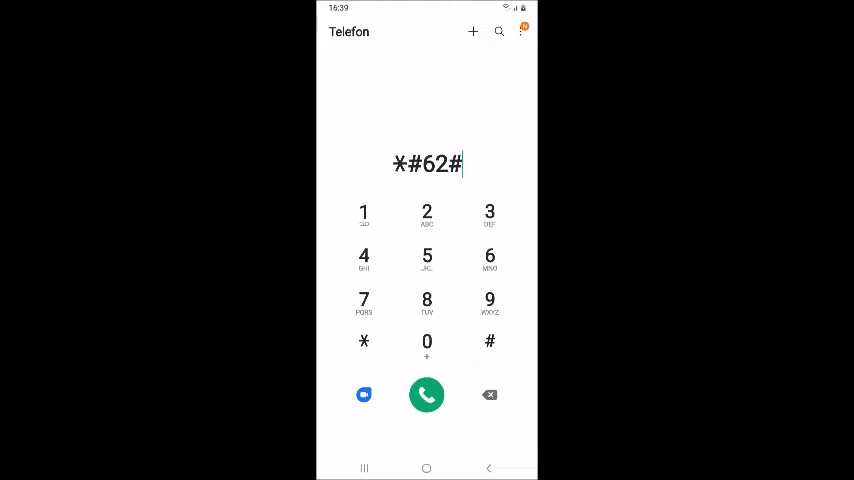 16:39
Telefon
N
*#62#
1 2 3
ABC DEF
4 5 6
GHI JKL MNO
7 8 9
PQRS TUV WXYZ
* 0 #
+